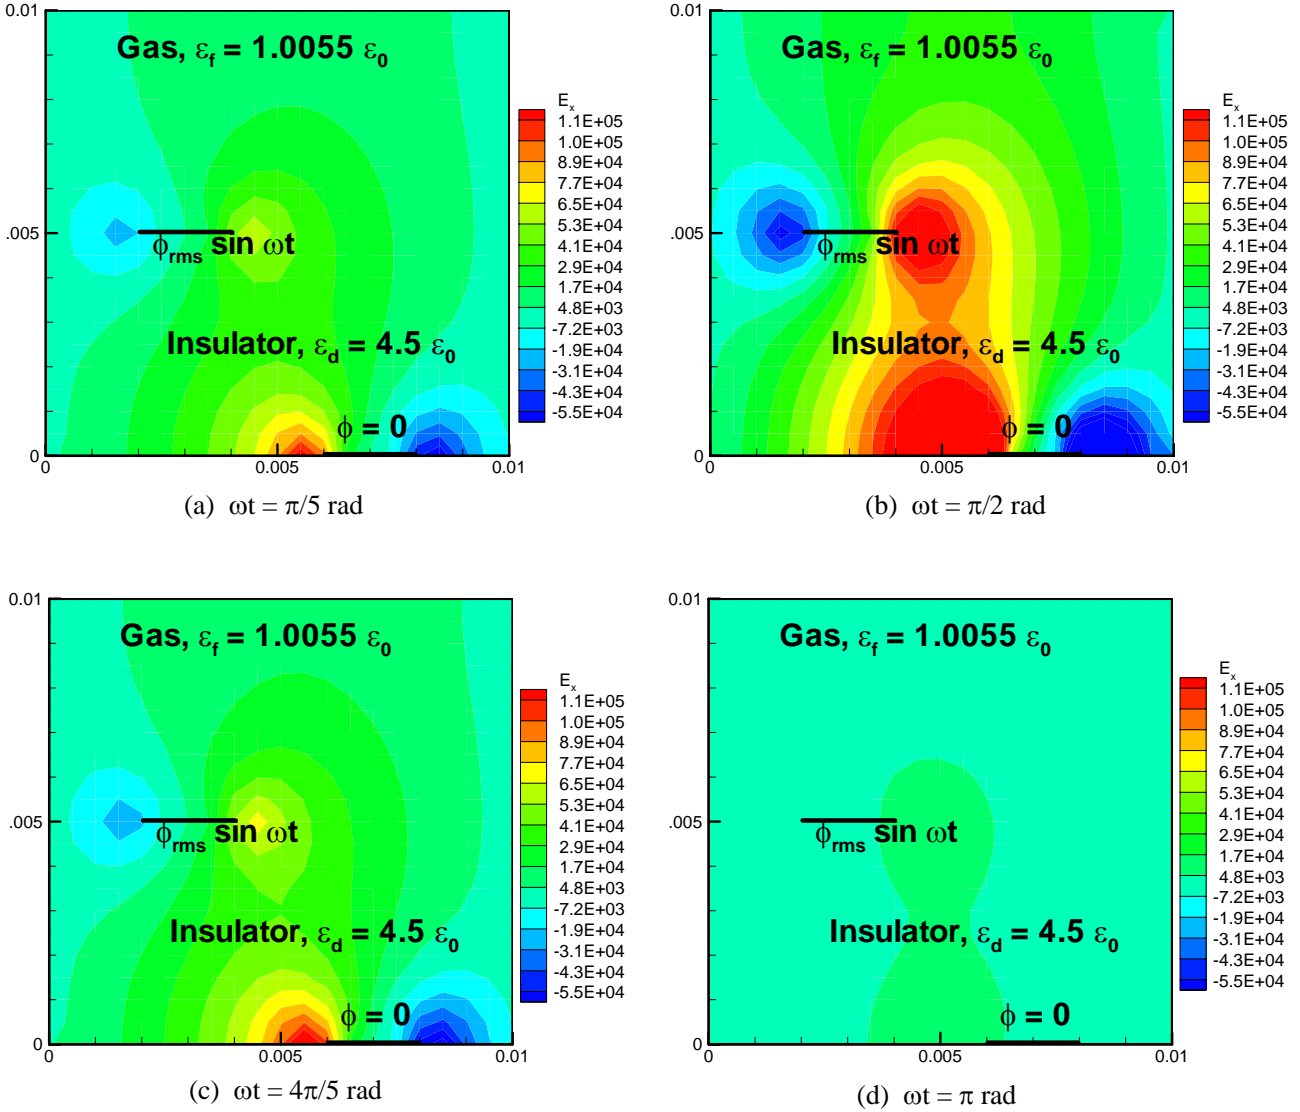 0.01
Gas, εf = 1.0055 ε0
Ex
1.1E+05
1.0E+05
8.9E+04
7.7E+04
6.5E+04
5.3E+04
4.1E+04
2.9E+04
1.7E+04
4.8E+03
-7.2E+03
-1.9E+04
-3.1E+04
-4.3E+04
-5.5E+04
.005
ϕrms sin ωt
Insulator, εd = 4.5 ε0
ϕ = 0
0
0
0.005
0.01
(a) ωt = π/5 rad
0.01
Gas, εf = 1.0055 ε0
Ex
1.1E+05
1.0E+05
8.9E+04
7.7E+04
6.5E+04
5.3E+04
4.1E+04
2.9E+04
1.7E+04
4.8E+03
-7.2E+03
-1.9E+04
-3.1E+04
-4.3E+04
-5.5E+04
.005
ϕrms sin ωt
Insulator, εd = 4.5 ε0
ϕ = 0
0
0
0.005
0.01
(b) ωt = π/2 rad
0.01
Gas, εf = 1.0055 ε0
Ex
1.1E+05
1.0E+05
8.9E+04
7.7E+04
6.5E+04
5.3E+04
4.1E+04
2.9E+04
1.7E+04
4.8E+03
-7.2E+03
-1.9E+04
-3.1E+04
-4.3E+04
-5.5E+04
.005
ϕrms sin ωt
Insulator, εd = 4.5 ε0
ϕ = 0
0
0
0.005
0.01
(c) ωt = 4π/5 rad
0.01
Gas, εf = 1.0055 ε0
Ex
1.1E+05
1.0E+05
8.9E+04
7.7E+04
6.5E+04
5.3E+04
4.1E+04
2.9E+04
1.7E+04
4.8E+03
-7.2E+03
-1.9E+04
-3.1E+04
-4.3E+04
-5.5E+04
.005
ϕrms sin ωt
Insulator, εd = 4.5 ε0
ϕ = 0
0
0
0.005
0.01
(d) ωt = π rad